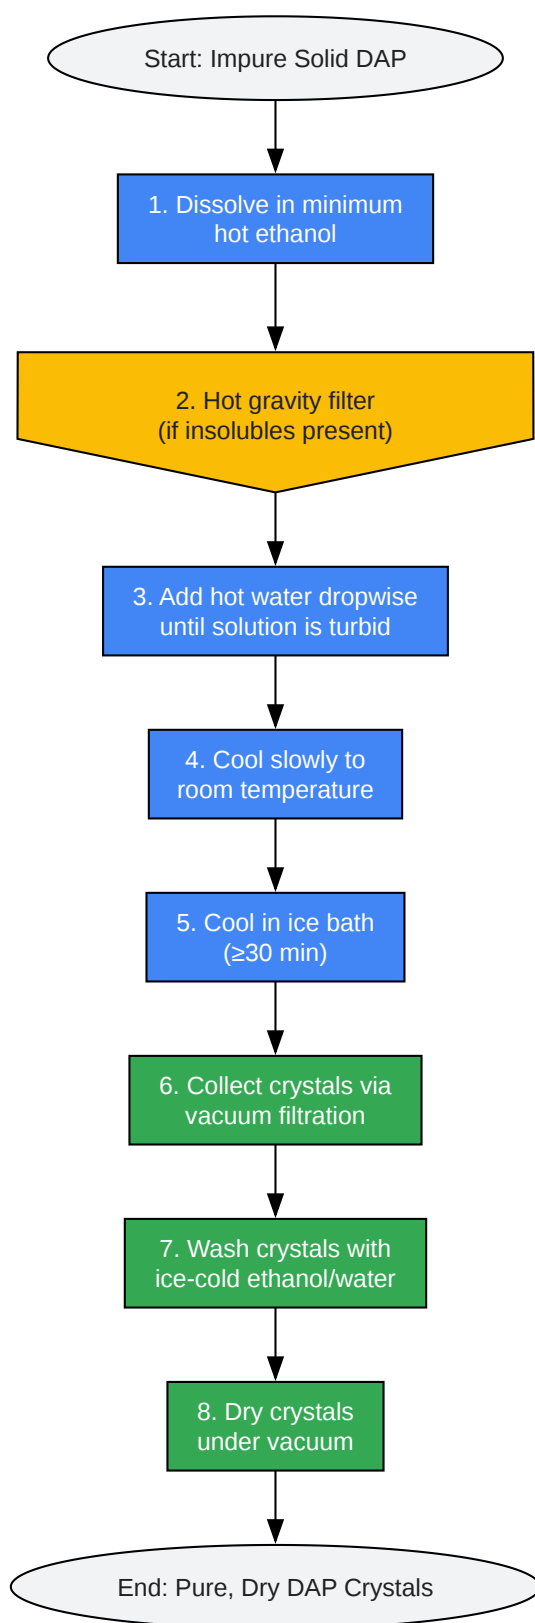 Start: Impure Solid DAP
1. Dissolve in minimum
hot ethanol
2. Hot gravity filter
(if insolubles present)
3. Add hot water dropwise
until solution is turbid
4. Cool slowly to
room temperature
5. Cool in ice bath
(≥30 min)
6. Collect crystals via
vacuum filtration
7. Wash crystals with
ice-cold ethanol/water
8. Dry crystals
under vacuum
End: Pure, Dry DAP Crystals